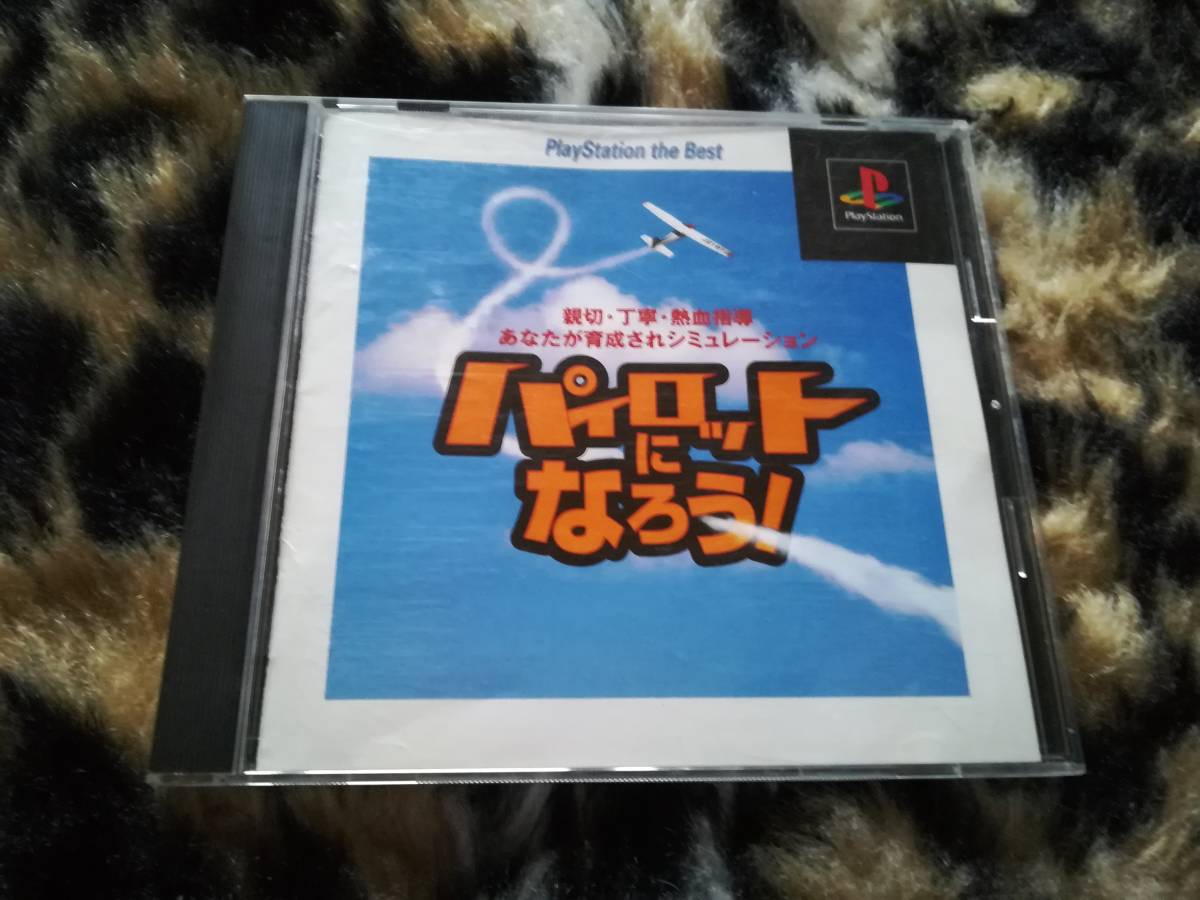 PlayStation the Best
PlayStation
親切・丁寧・熱血指導
あなたが育成されシミュレーション
パイロット
に
なろう!